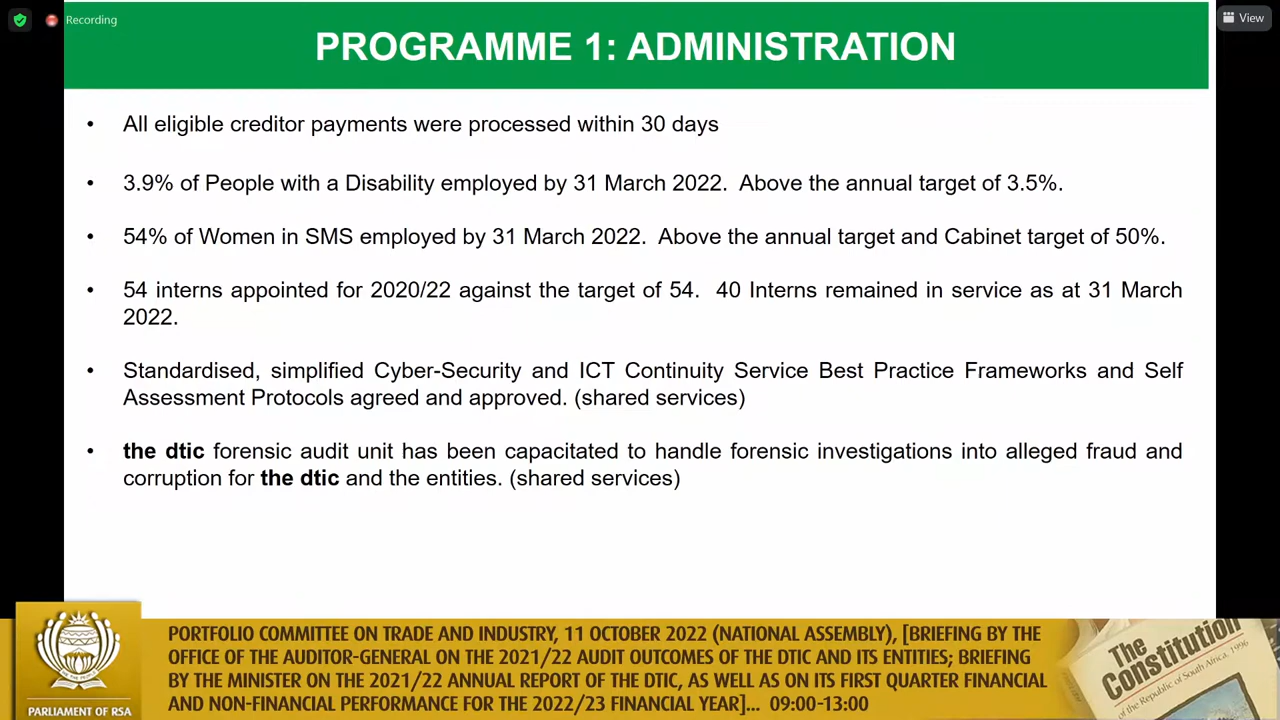 Recording
View
PROGRAMME 1: ADMINISTRATION
• All eligible creditor payments were processed within 30 days
• 3.9% of People with a Disability employed by 31 March 2022. Above the annual target of 3.5%.
• 54% of Women in SMS employed by 31 March 2022. Above the annual target and Cabinet target of 50%.
• 54 interns appointed for 2020/22 against the target of 54. 40 Interns remained in service as at 31 March
2022.
• Standardised, simplified Cyber-Security and ICT Continuity Service Best Practice Frameworks and Self
Assessment Protocols agreed and approved. (shared services)
• the dtic forensic audit unit has been capacitated to handle forensic investigations into alleged fraud and
corruption for the dtic and the entities. (shared services)
PARLIAMENT OF RSA
PORTFOLIO COMMITTEE ON TRADE AND INDUSTRY, 11 OCTOBER 2022 (NATIONAL ASSEMBLY), [BRIEFING BY THE
OFFICE OF THE AUDITOR-GENERAL ON THE 2021/22 AUDIT OUTCOMES OF THE DTIC AND ITS ENTITIES; BRIEFING
BY THE MINISTER ON THE 2021/22 ANNUAL REPORT OF THE DTIC, AS WELL AS ON ITS FIRST QUARTER FINANCIAL
AND NON-FINANCIAL PERFORMANCE FOR THE 2022/23 FINANCIAL YEAR]... 09:00-13:00
The
Constitution
of the Republic of South Africa, 1996